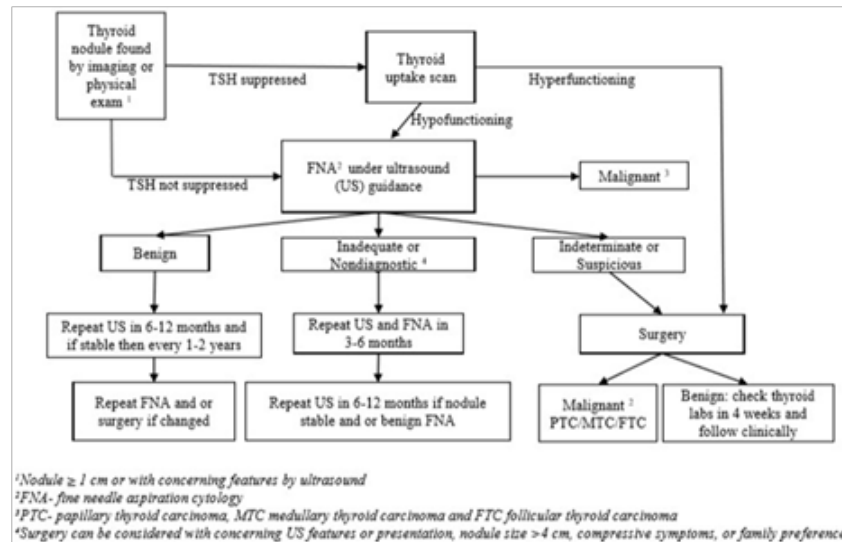 Thyroid
nodule found
by imaging or
physical
exam 1
TSH suppressed
Thyroid
uptake scan
Hyperfunctioning
Hypofunctioning
TSH not suppressed
FNA2 under ultrasound
(US) guidance
Malignant 3
Benign
Inadequate or
Nondiagnostic 4
Indeterminate or
Suspicious
Repeat US in 6-12 months and
if stable then every 1-2 years
Repeat US and FNA in
3-6 months
Surgery
Repeat FNA and or
surgery if changed
Repeat US in 6-12 months if nodule
stable and or benign FNA
Malignant 2
PTC/MTC/FTC
Benign: check thyroid
labs in 4 weeks and
follow clinically
1Nodule ≥ 1 cm or with concerning features by ultrasound
2FNA- fine needle aspiration cytology
3PTC- papillary thyroid carcinoma, MTC medullary thyroid carcinoma and FTC follicular thyroid carcinoma
4Surgery can be considered with concerning US features or presentation, nodule size >4 cm, compressive symptoms, or family preference